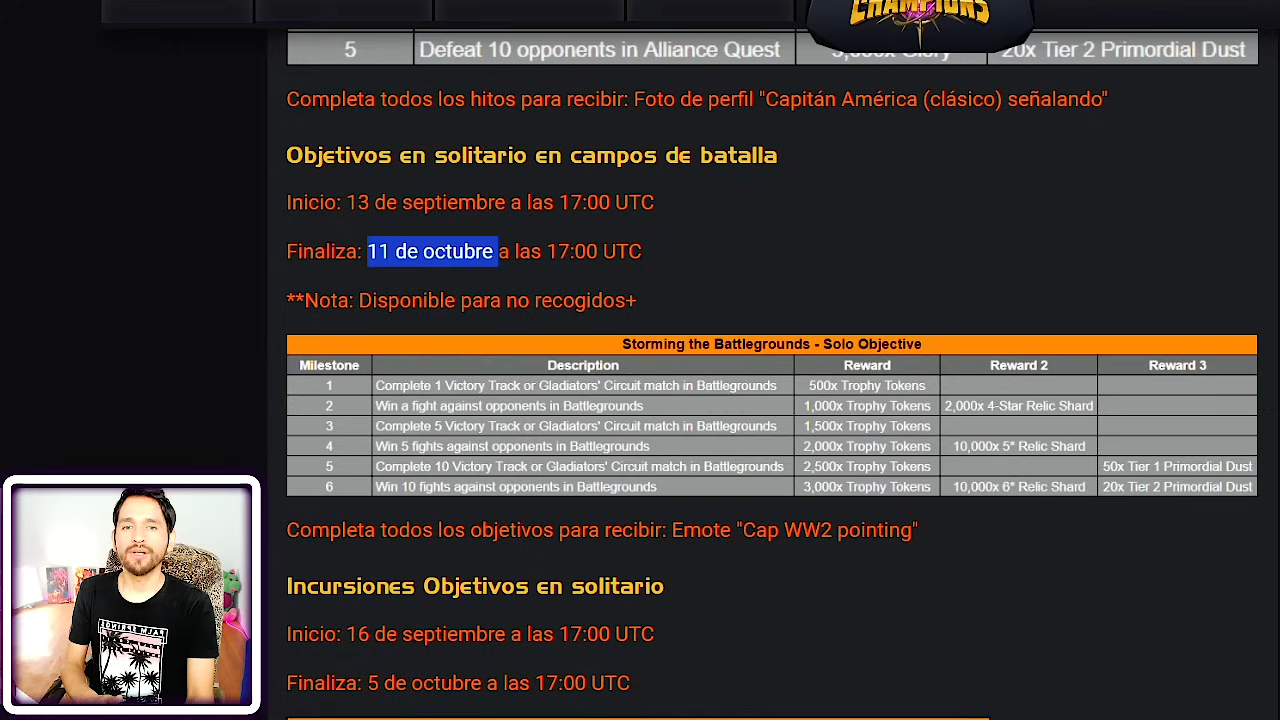 CHAMPIONS
5 Defeat 10 opponents in Alliance Quest Glory 20x Tier 2 Primordial Dust
Completa todos los hitos para recibir: Foto de perfil "Capitán América (clásico) señalando"
Objetivos en solitario en campos de batalla
Inicio: 13 de septiembre a las 17:00 UTC
Finaliza: 11 de octubre a las 17:00 UTC
**Nota: Disponible para no recogidos+
Storming the Battlegrounds - Solo Objective
Milestone Description Reward Reward 2 Reward 3
1 Complete 1 Victory Track or Gladiators' Circuit match in Battlegrounds 500x Trophy Tokens
2 Win a fight against opponents in Battlegrounds 1,000x Trophy Tokens 2,000x 4-Star Relic Shard
3 Complete 5 Victory Track or Gladiators' Circuit match in Battlegrounds 1,500x Trophy Tokens
4 Win 5 fights against opponents in Battlegrounds 2,000x Trophy Tokens 10,000x 5* Relic Shard
5 Complete 10 Victory Track or Gladiators' Circuit match in Battlegrounds 2,500x Trophy Tokens 50x Tier 1 Primordial Dust
6 Win 10 fights against opponents in Battlegrounds 3,000x Trophy Tokens 10,000x 6* Relic Shard 20x Tier 2 Primordial Dust
Completa todos los objetivos para recibir: Emote "Cap WW2 pointing"
Incursiones Objetivos en solitario
Inicio: 16 de septiembre a las 17:00 UTC
Finaliza: 5 de octubre a las 17:00 UTC
PALM SPRINGS